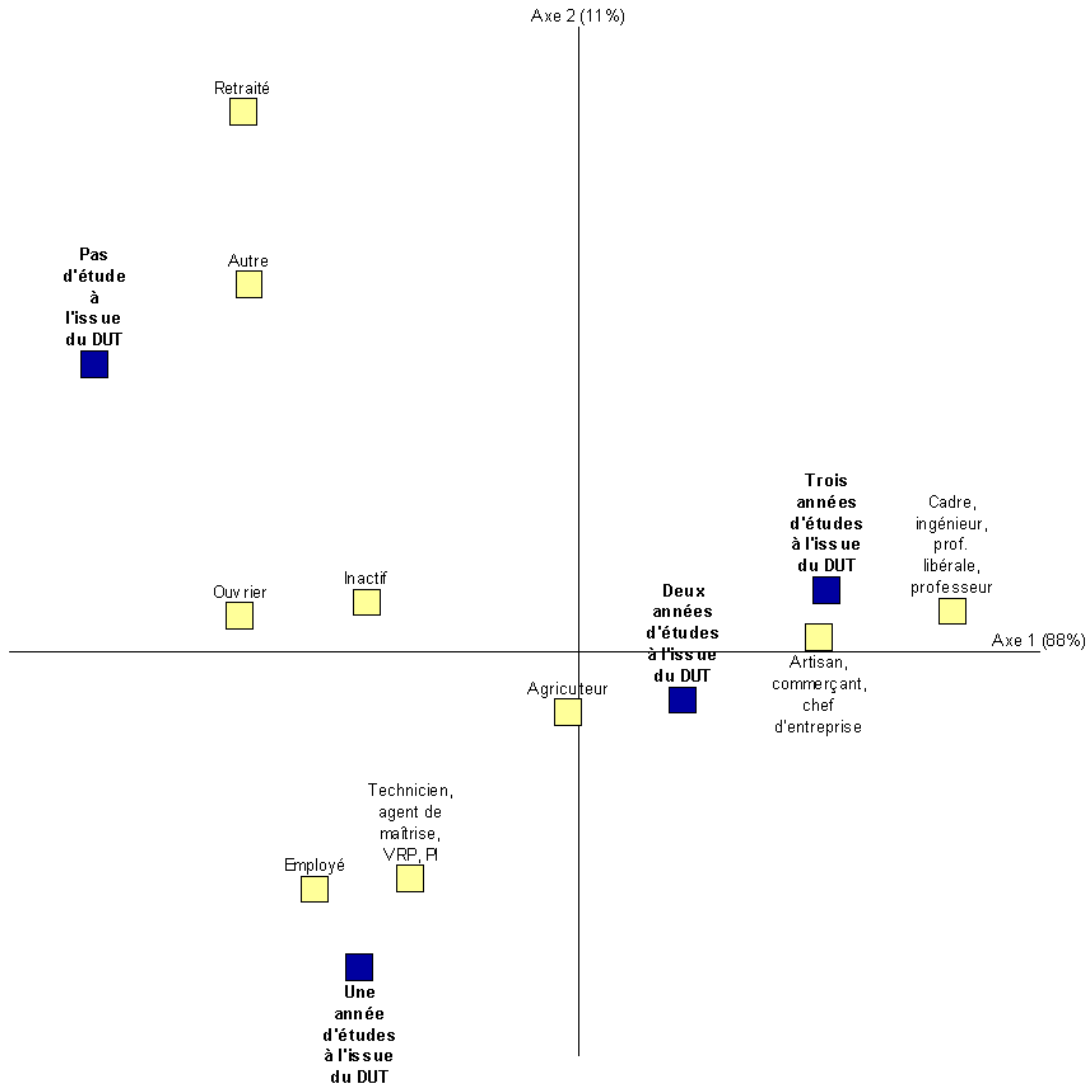 Axe 2 (11%)
Retraité
Pas
d'étude
à
l'issue
du DUT
Autre
Trois
années
d'études
à l'issue
du DUT
Cadre,
ingénieur,
prof.
libérale,
professeur
Inactif
Ouvrier
Deux
années
d'études
à l'issue
du DUT
Axe 1 (88%)
Artisan,
commerçant,
chef
d'entreprise
Agricuteur
Technicien,
agent de
maîtrise,
VRP, PI
Employé
Une
année
d'études
à l'issue
du DUT